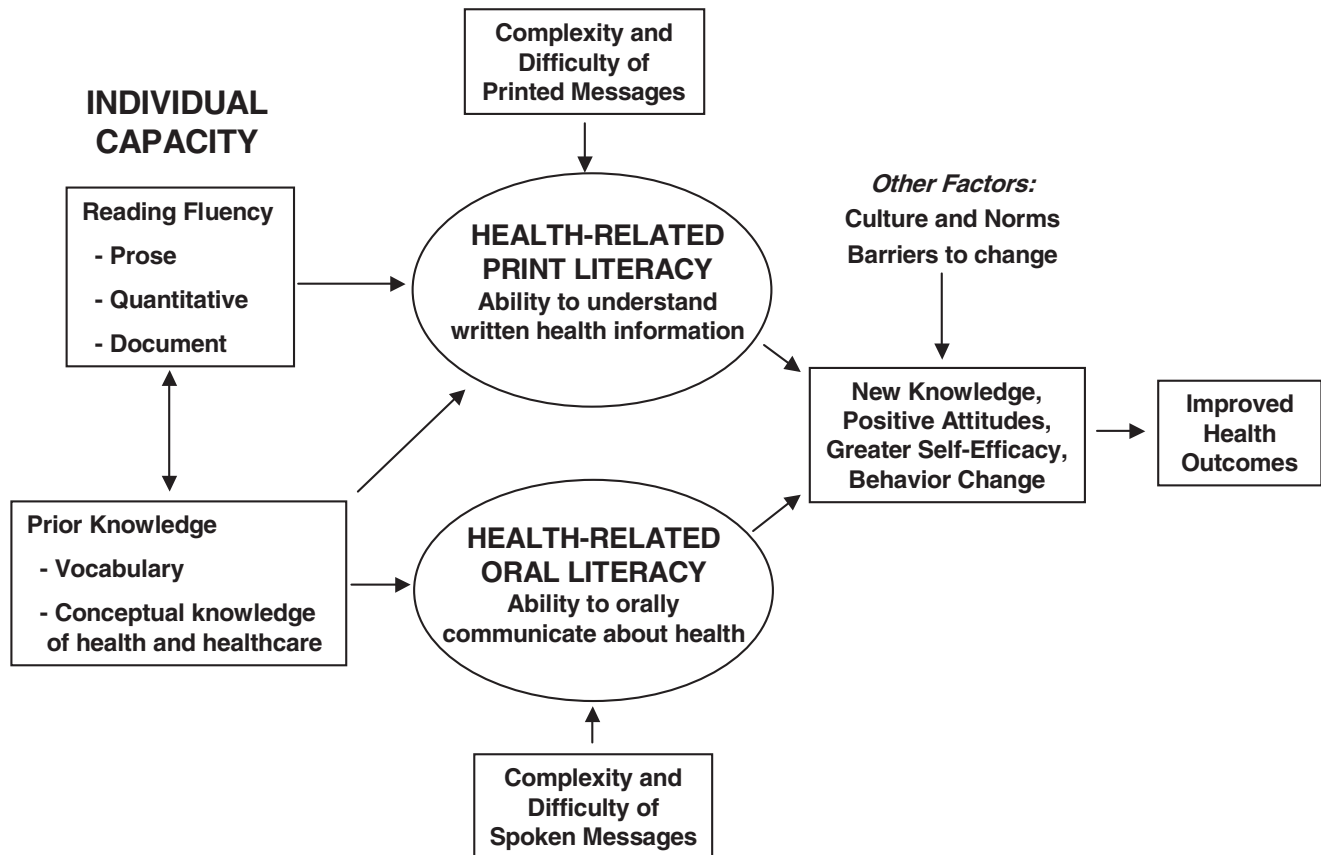 INDIVIDUAL
CAPACITY
Reading Fluency
- Prose
- Quantitative
- Document
Prior Knowledge
- Vocabulary
- Conceptual knowledge
of health and healthcare
Complexity and
Difficulty of
Printed Messages
HEALTH-RELATED
PRINT LITERACY
Ability to understand
written health information
HEALTH-RELATED
ORAL LITERACY
Ability to orally
communicate about health
Complexity and
Difficulty of
Spoken Messages
Other Factors:
Culture and Norms
Barriers to change
New Knowledge,
Positive Attitudes,
Greater Self-Efficacy,
Behavior Change
Improved
Health
Outcomes